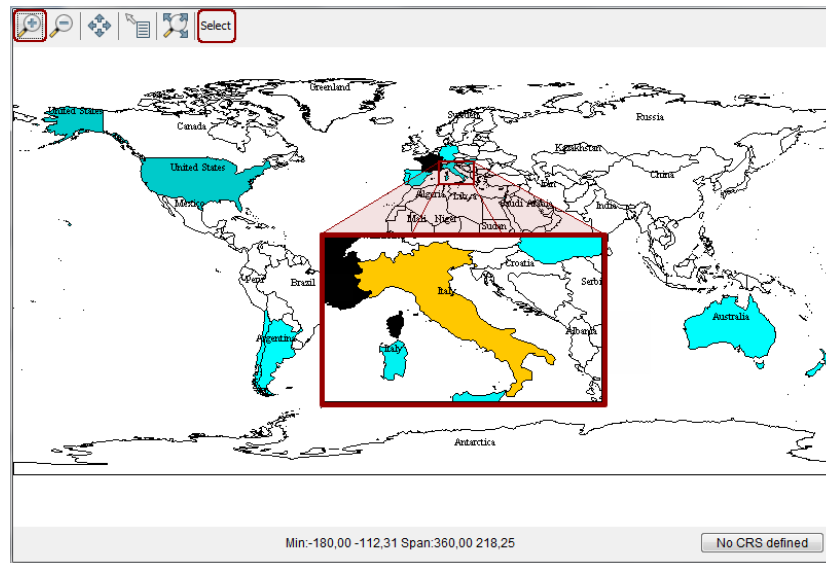 Select
Greenland
United States
Canada
Sweden
Russia
Kazakhstan
United States
China
Iran
Mexico
Algeria
Libya
Saudi Arabia
India
Mali
Niger
Sudan
Croatia
Peru
Brazil
Italy
Serbi
Australia
Albania
Argentina
Italy
Antarctica
Min:-180,00 -112,31 Span:360,00 218,25
No CRS defined